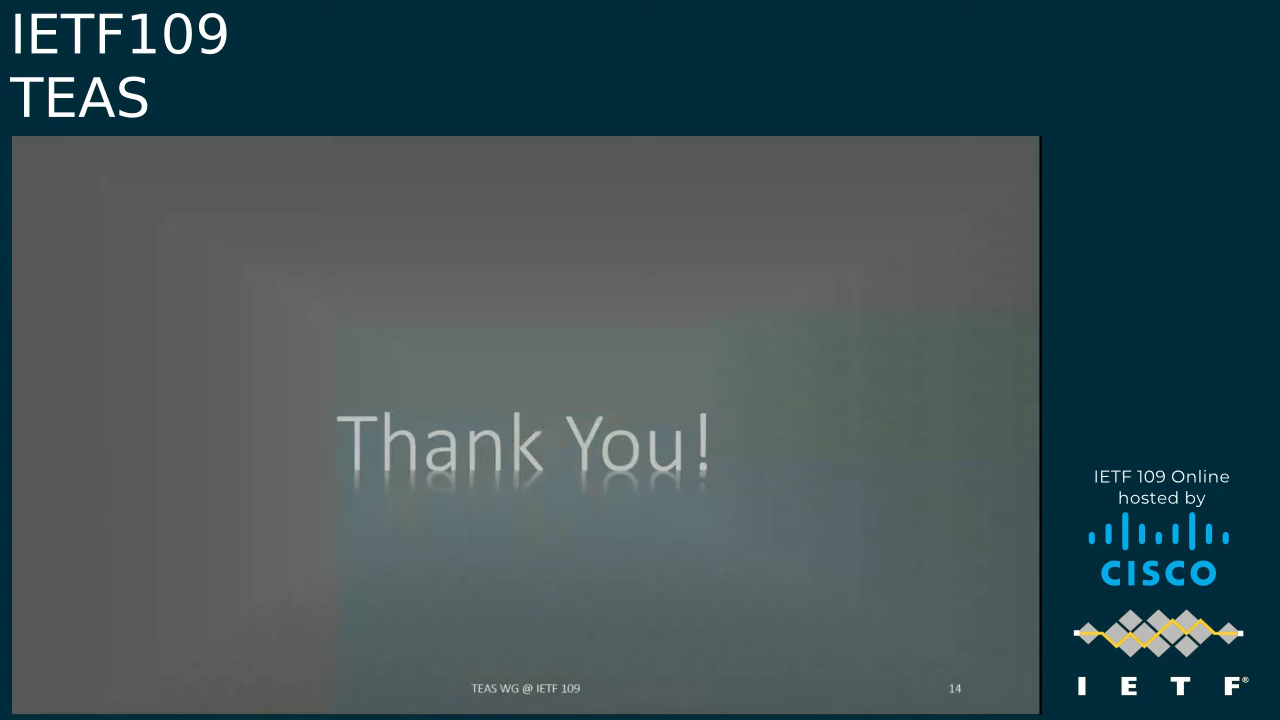 IETF109
TEAS
Thank You!
TEAS WG @ IETF 109
14
IETF 109 Online
hosted by
CISCO
I E T F®